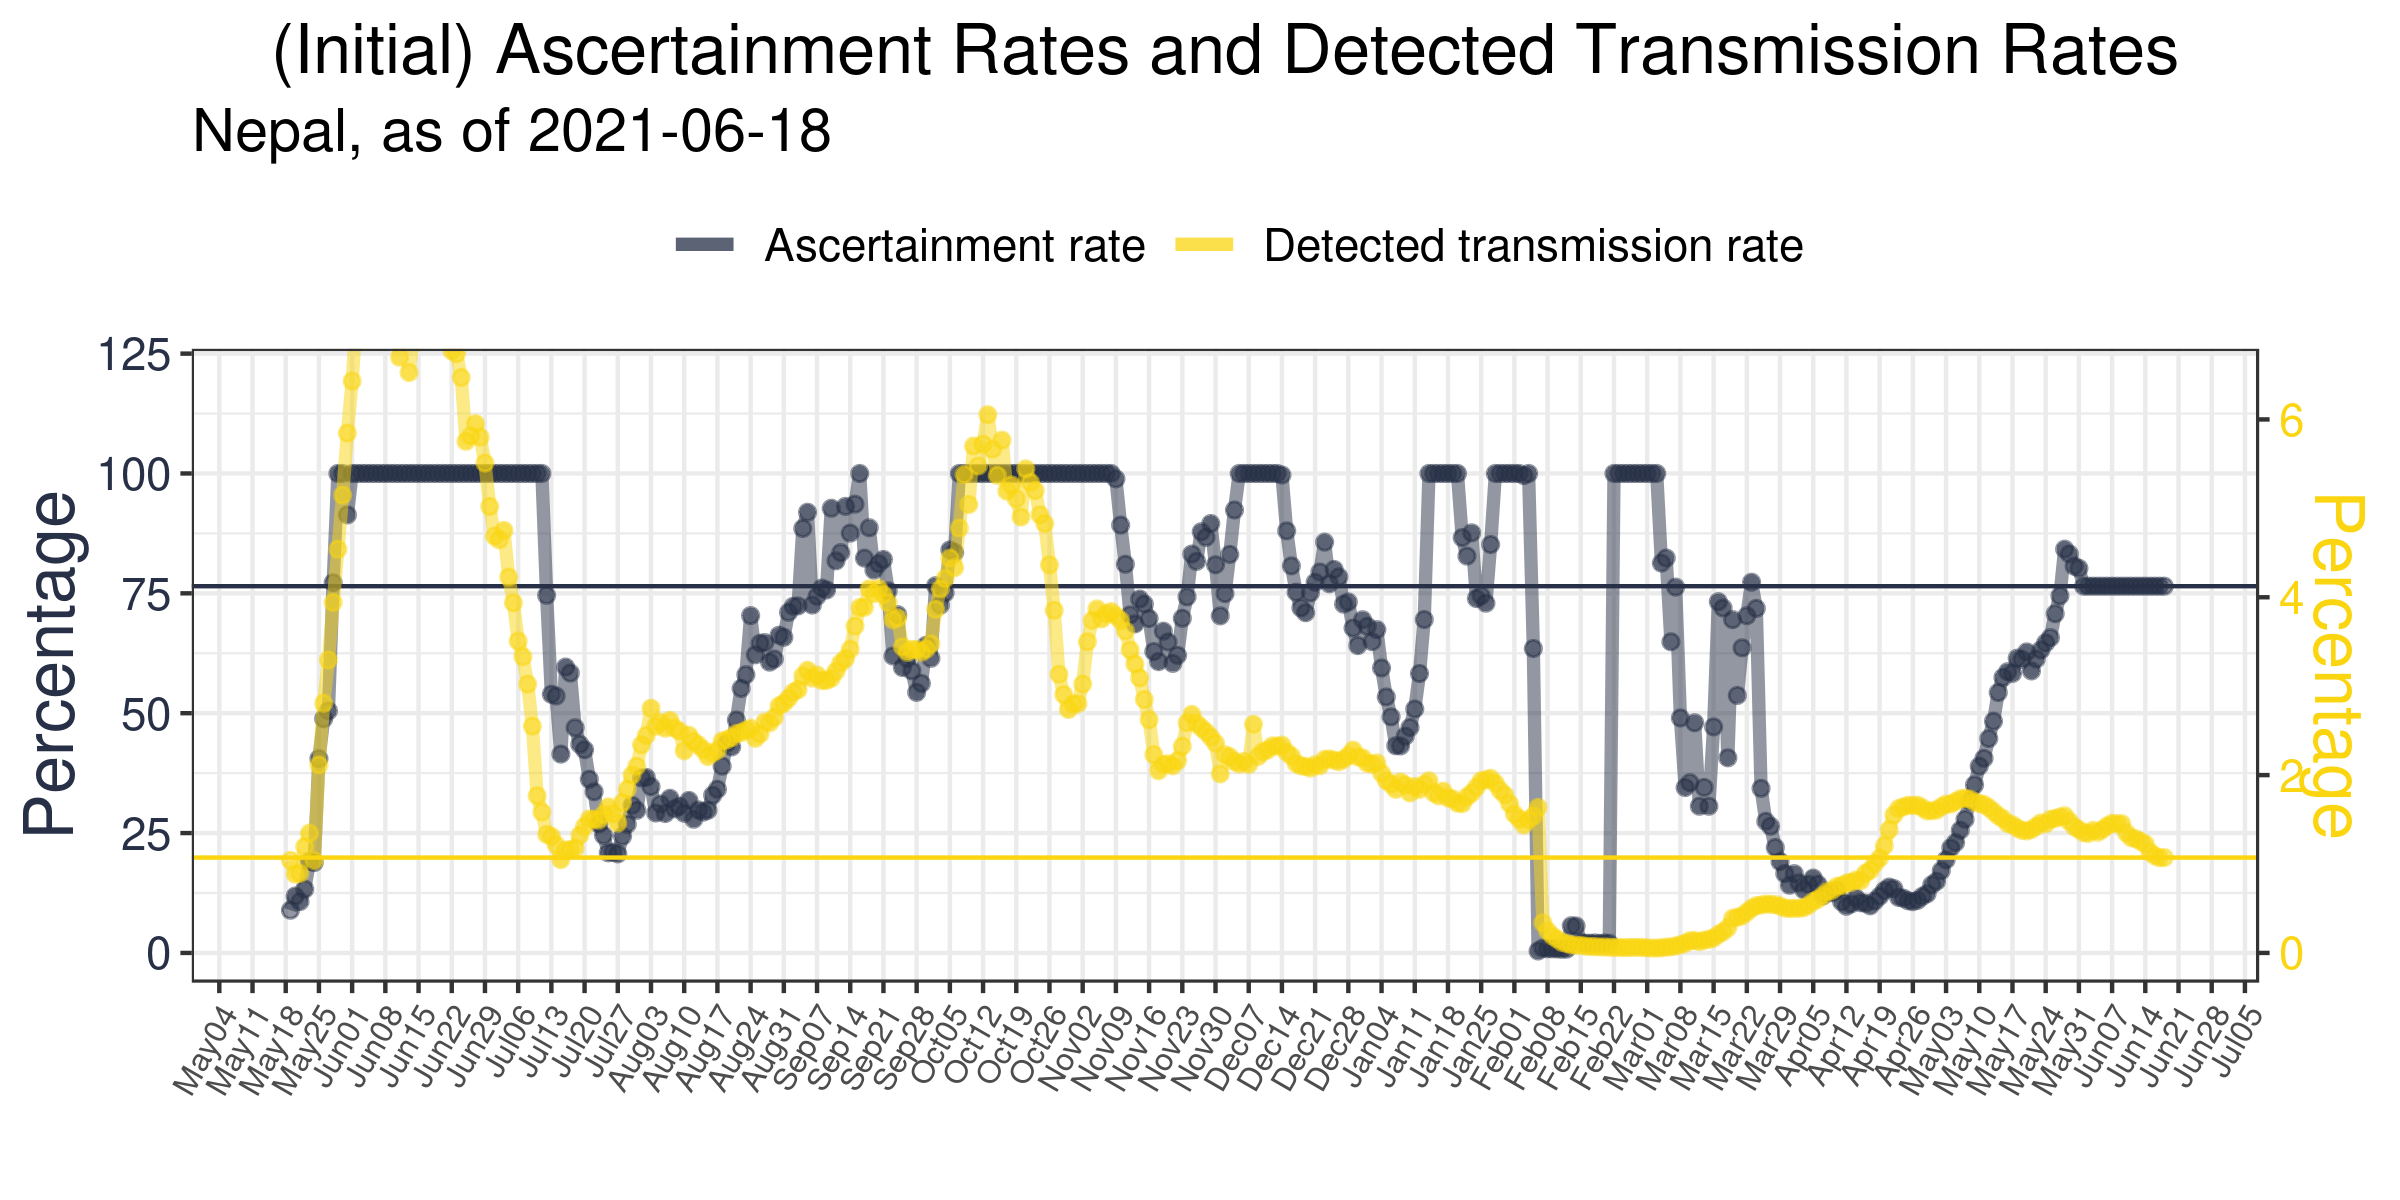 (Initial) Ascertainment Rates and Detected Transmission Rates
Nepal, as of 2021-06-18
Ascertainment rate
Detected transmission rate
Percentage
125
100
75
50
25
0
6
4
2
0
Percentage
May04
May11
May18
May25
Jun01
Jun08
Jun15
Jun22
Jun29
Jul06
Jul13
Jul20
Jul27
Aug03
Aug10
Aug17
Aug24
Aug31
Sep07
Sep14
Sep21
Sep28
Oct05
Oct12
Oct19
Oct26
Nov02
Nov09
Nov16
Nov23
Nov30
Dec07
Dec14
Dec21
Dec28
Jan04
Jan11
Jan18
Jan25
Feb01
Feb08
Feb15
Feb22
Mar01
Mar08
Mar15
Mar22
Mar29
Apr05
Apr12
Apr19
Apr26
May03
May10
May17
May24
May31
Jun07
Jun14
Jun21
Jun28
Jul05